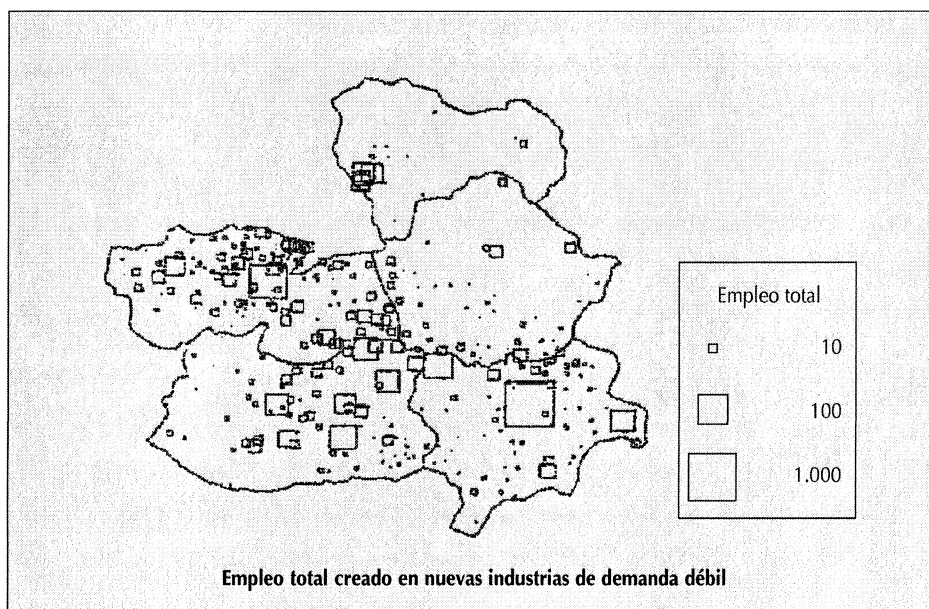 Empleo total
10
100
1.000
Empleo total creado en nuevas industrias de demanda débil